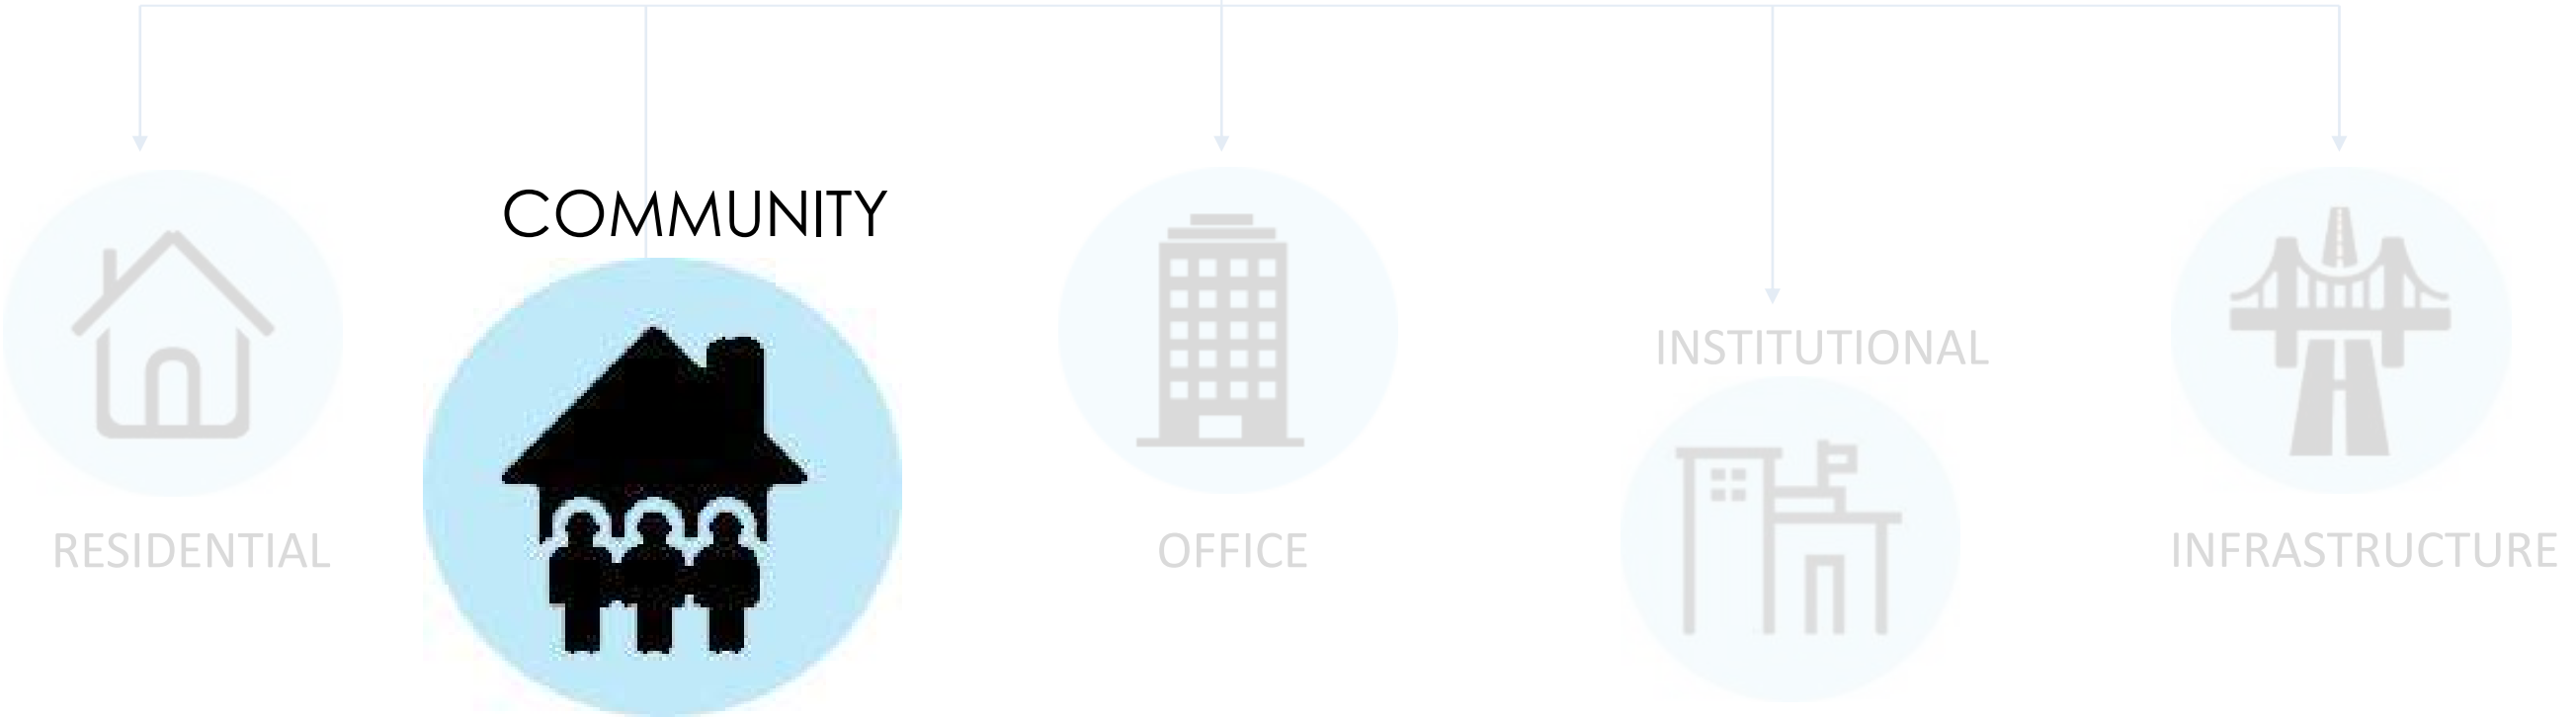 COMMUNITY
INSTITUTIONAL
RESIDENTIAL
OFFICE
INFRASTRUCTURE